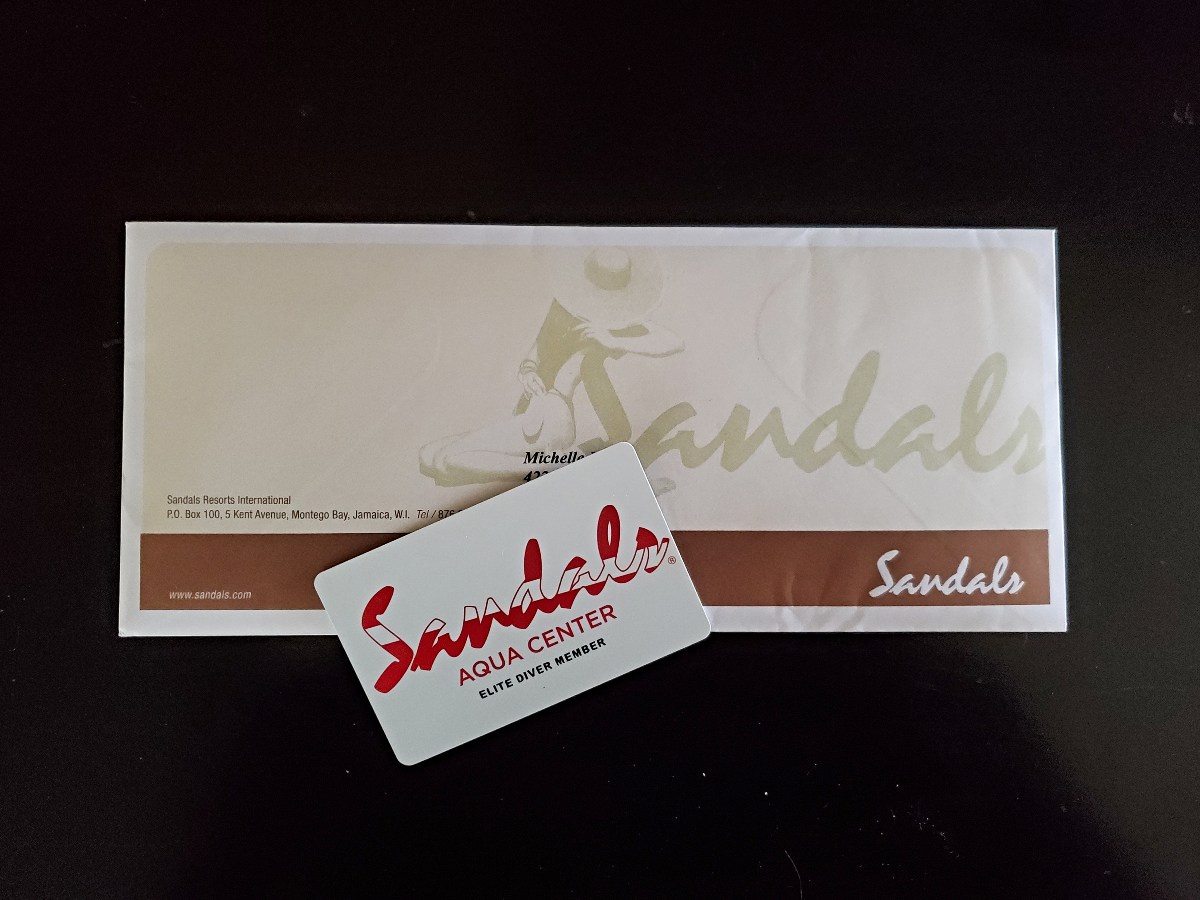 Sandals
Michelle
Sandals Resorts International
P.O. Box 100, 5 Kent Avenue, Montego Bay, Jamaica, W.I. Tel / 876
www.sandals.com
Sandals
Sandals®
AQUA CENTER
ELITE DIVER MEMBER